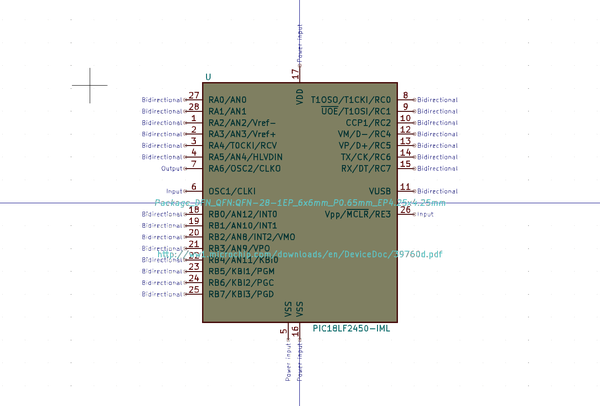 Power input
17
U
VDD
Bidirectional 27 RA0/AN0 T1OSO/T1CKI/RC0 8 Bidirectional
Bidirectional 28 RA1/AN1 UOE/T1OSI/RC1 9 Bidirectional
Bidirectional 1 RA2/AN2/Vref- CCP1/RC2 10 Bidirectional
Bidirectional 2 RA3/AN3/Vref+ VM/D-/RC4 12 Bidirectional
Bidirectional 3 RA4/T0CKI/RCV VP/D+/RC5 13 Bidirectional
Bidirectional 4 RA5/AN4/HLVDIN TX/CK/RC6 14 Bidirectional
Output 7 RA6/OSC2/CLKO RX/DT/RC7 15 Bidirectional
Input 6 OSC1/CLKI VUSB 11 Bidirectional
Package_DFN_QFN:QFN-28-1EP_6x6mm_P0.65mm_EP4.25x4.25mm
Bidirectional 18 RB0/AN12/INT0 Vpp/MCLR/RE3 26 Input
Bidirectional 19 RB1/AN10/INT1
Bidirectional 20 RB2/AN8/INT2/VMO
Bidirectional 21 RB3/AN9/VPO
http://ww1.microchip.com/downloads/en/DeviceDoc/39760d.pdf
Bidirectional 22 RB4/AN11/KBI0
Bidirectional 23 RB5/KBI1/PGM
Bidirectional 24 RB6/KBI2/PGC
Bidirectional 25 RB7/KBI3/PGD
VSS VSS
5 16 PIC18LF2450-IML
Power input Power input